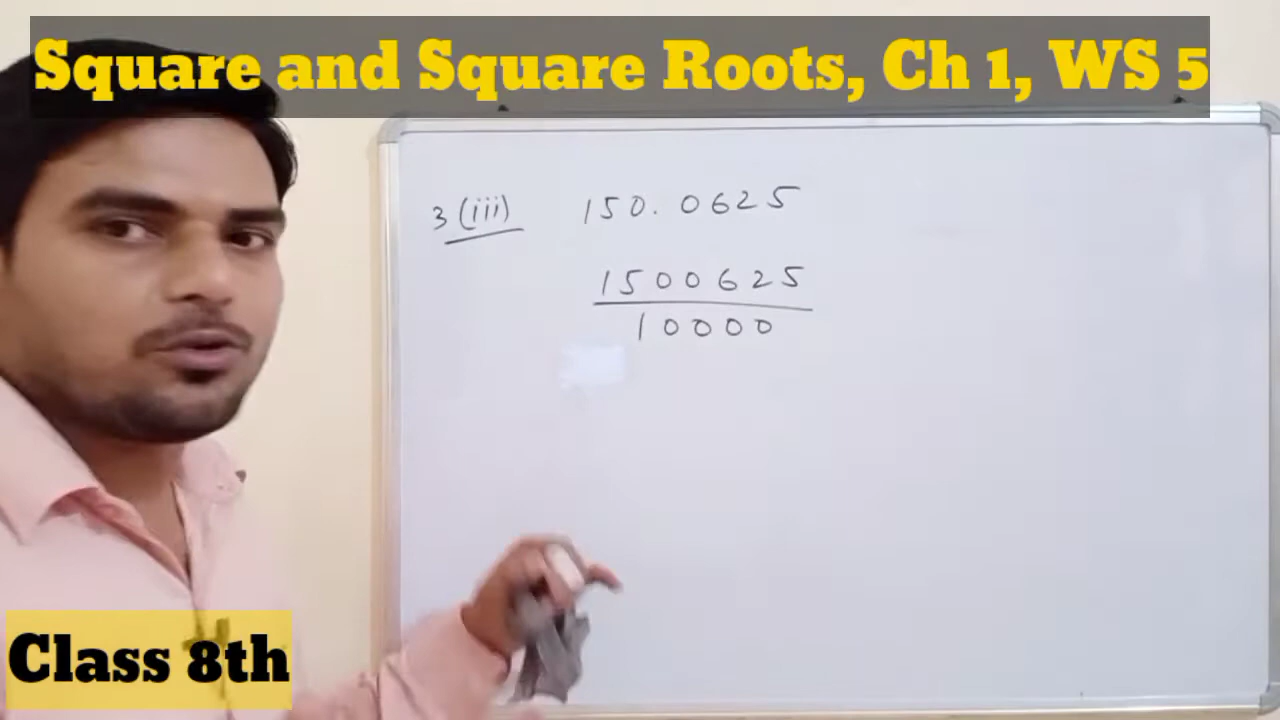 Square and Square Roots, Ch 1, WS 5
3 (iii) 150.0625
1500625
10000
Class 8th